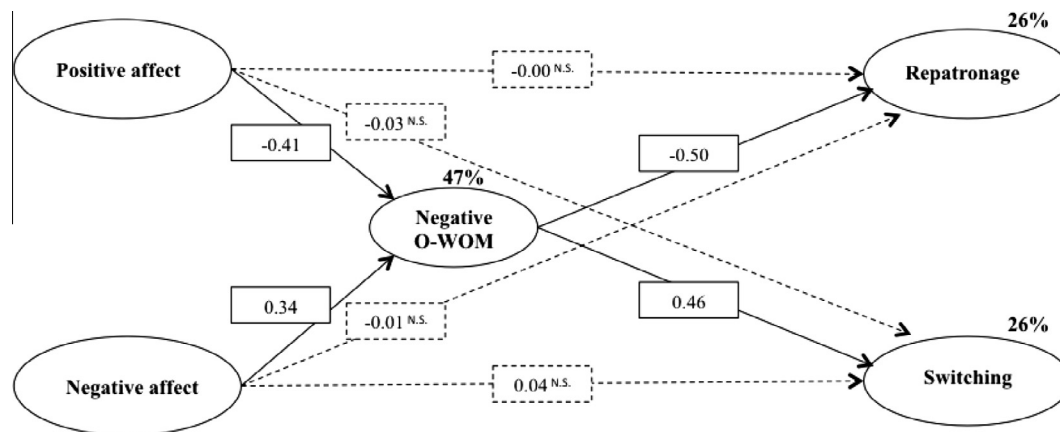 26%
Positive affect
-0.00 N.S.
Repatronage
-0.03 N.S.
-0.41
-0.50
47%
Negative
O-WOM
0.34
-0.01 N.S.
0.46
26%
Negative affect
0.04 N.S.
Switching